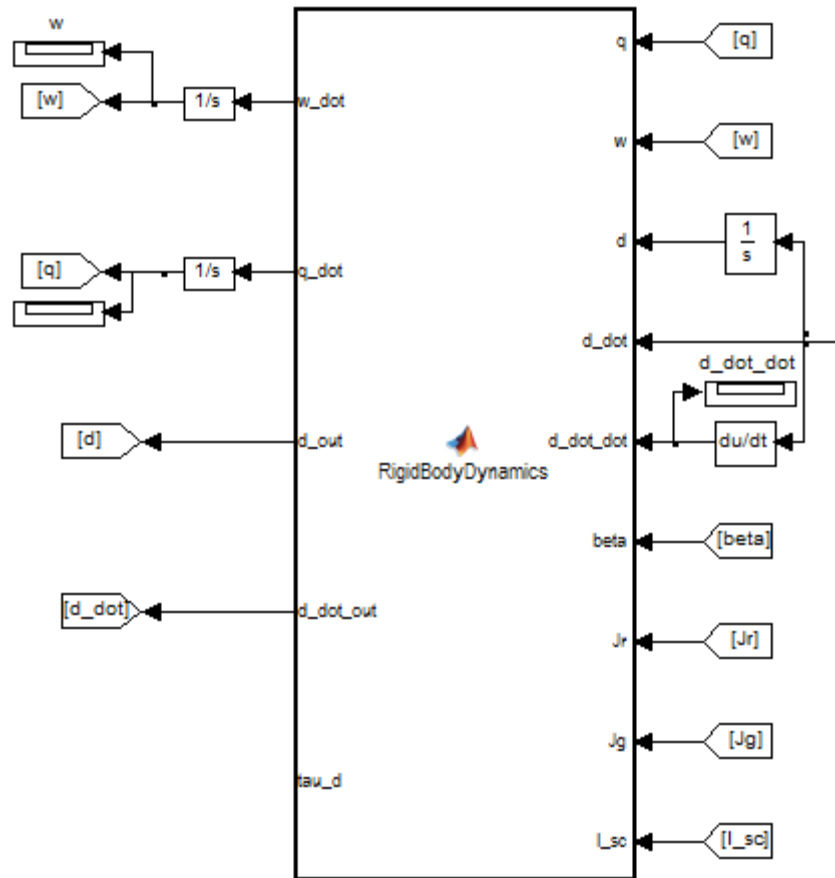 w
[w]
1/s
w_dot
[q]
1/s
q_dot
[d]
d_out
[d_dot]
d_dot_out
tau_d
RigidBodyDynamics
q
[q]
w
[w]
d
1
s
d_dot
d_dot_dot
d_dot_dot
du/dt
beta
[beta]
Jr
[Jr]
Jg
[Jg]
I_sc
[I_sc]